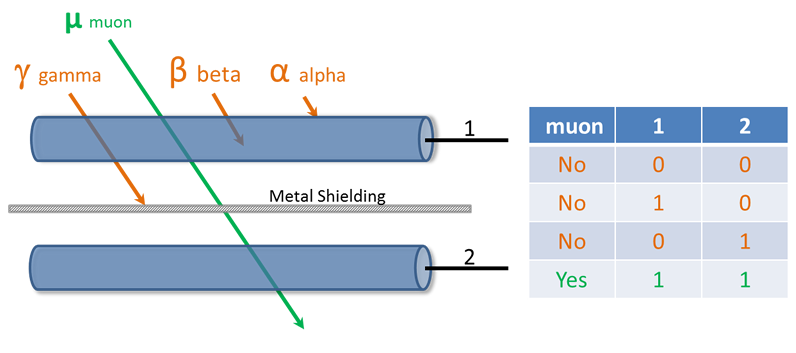 μ muon
γ gamma
β beta
α alpha
1
Metal Shielding
2
muon 1 2
No 0 0
No 1 0
No 0 1
Yes 1 1